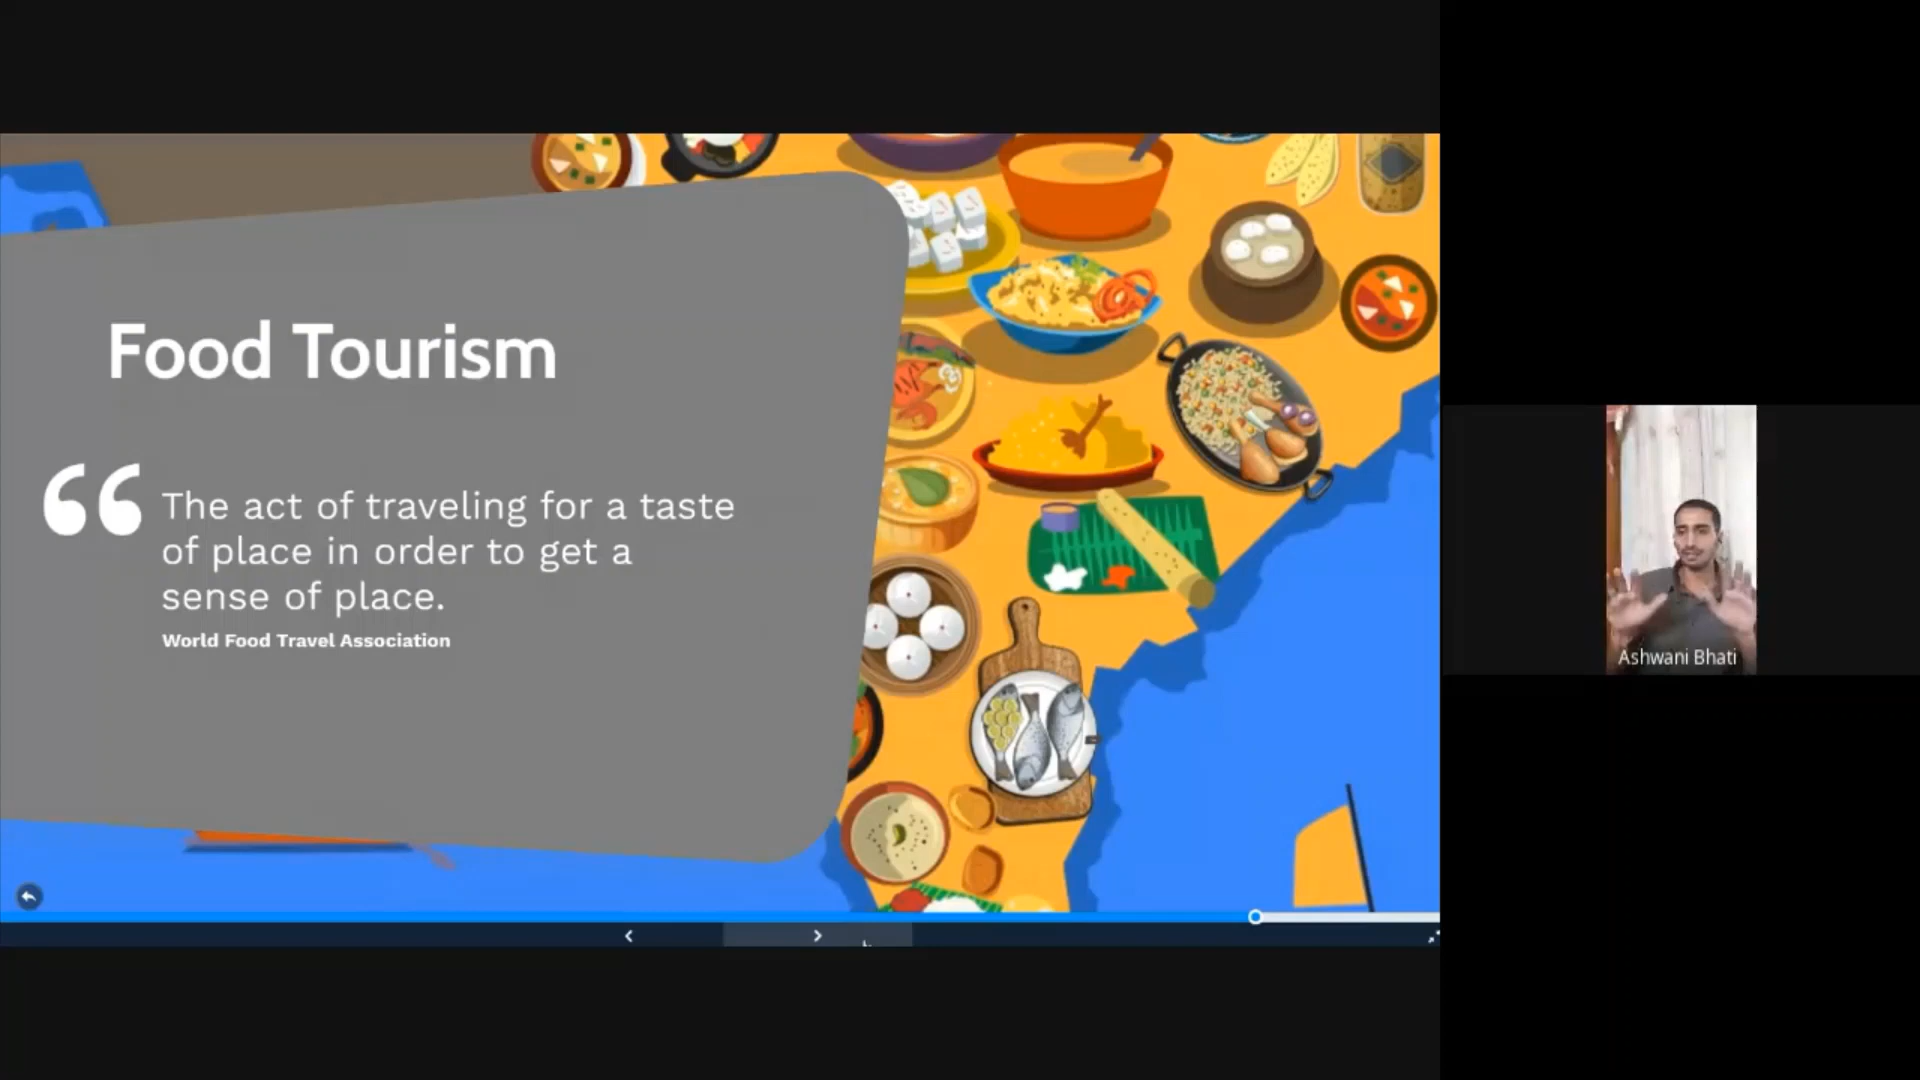 Food Tourism
“ The act of traveling for a taste
of place in order to get a
sense of place.
World Food Travel Association
Ashwani Bhati